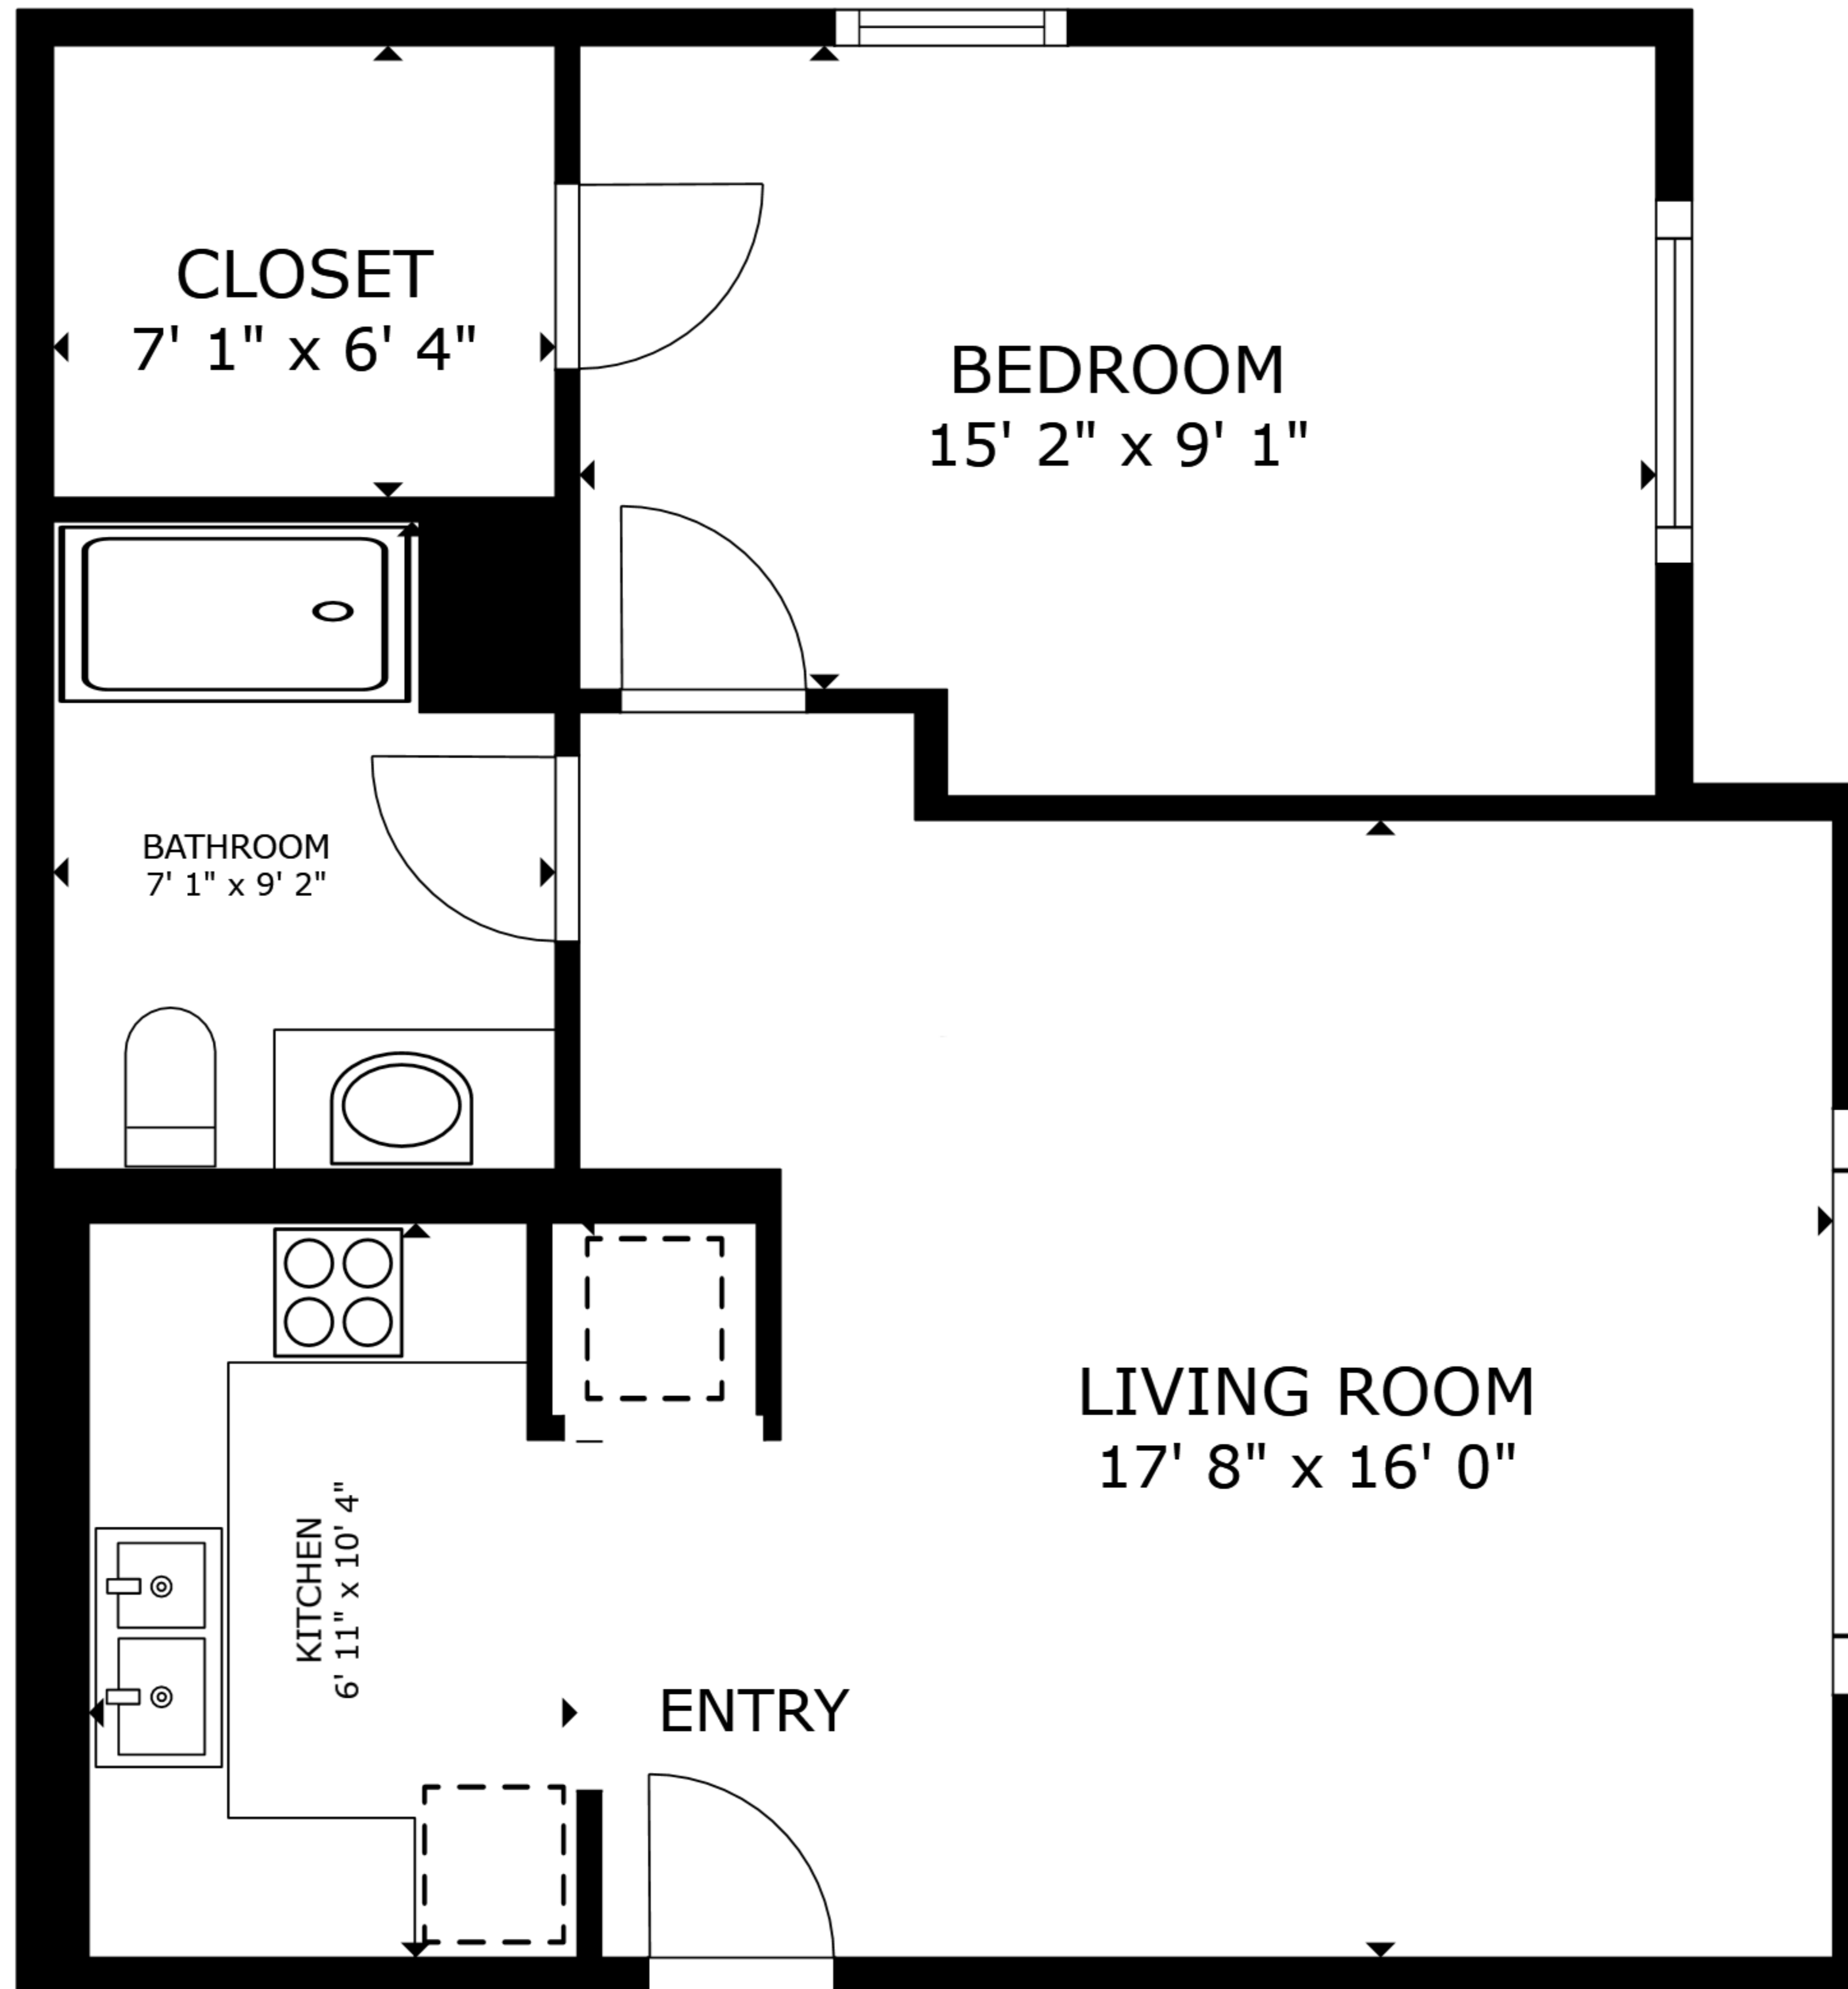 CLOSET
7' 1" x 6' 4"
BEDROOM
15' 2" x 9' 1"
BATHROOM
7' 1" x 9' 2"
LIVING ROOM
17' 8" x 16' 0"
KITCHEN
6' 11" x 10' 4"
ENTRY